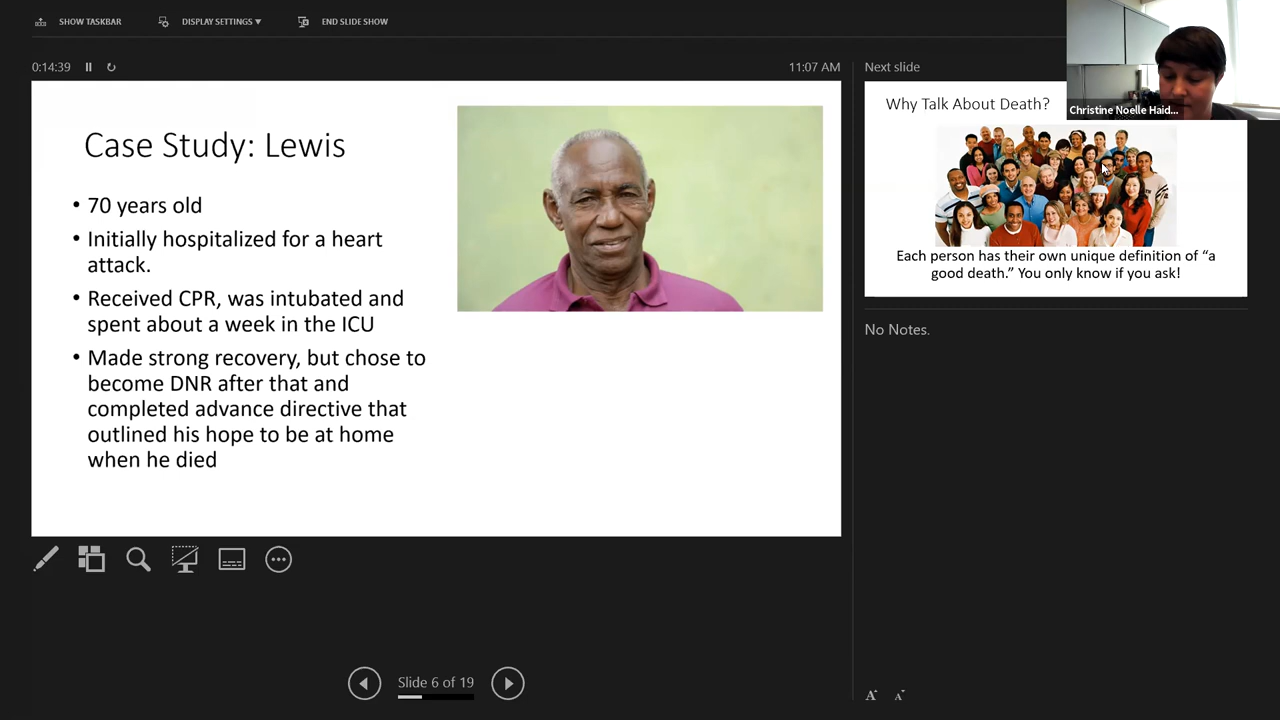 SHOW TASKBAR
DISPLAY SETTINGS ▼
END SLIDE SHOW
0:14:39
11:07 AM
Case Study: Lewis
• 70 years old
• Initially hospitalized for a heart
attack.
• Received CPR, was intubated and
spent about a week in the ICU
• Made strong recovery, but chose to
become DNR after that and
completed advance directive that
outlined his hope to be at home
when he died
Slide 6 of 19
Next slide
Why Talk About Death?
Each person has their own unique definition of “a
good death.” You only know if you ask!
Christine Noelle Haid...
No Notes.
A
A